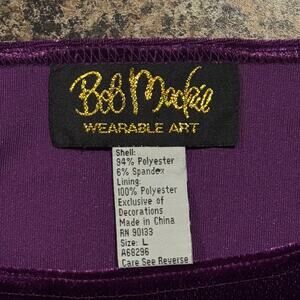 Bob Mackie
WEARABLE ART
Shell:
94% Polyester
6% Spandex
Lining:
100% Polyester
Exclusive of
Decorations
Made in China
RN 90133
Size: L
A68296
Care See Reverse